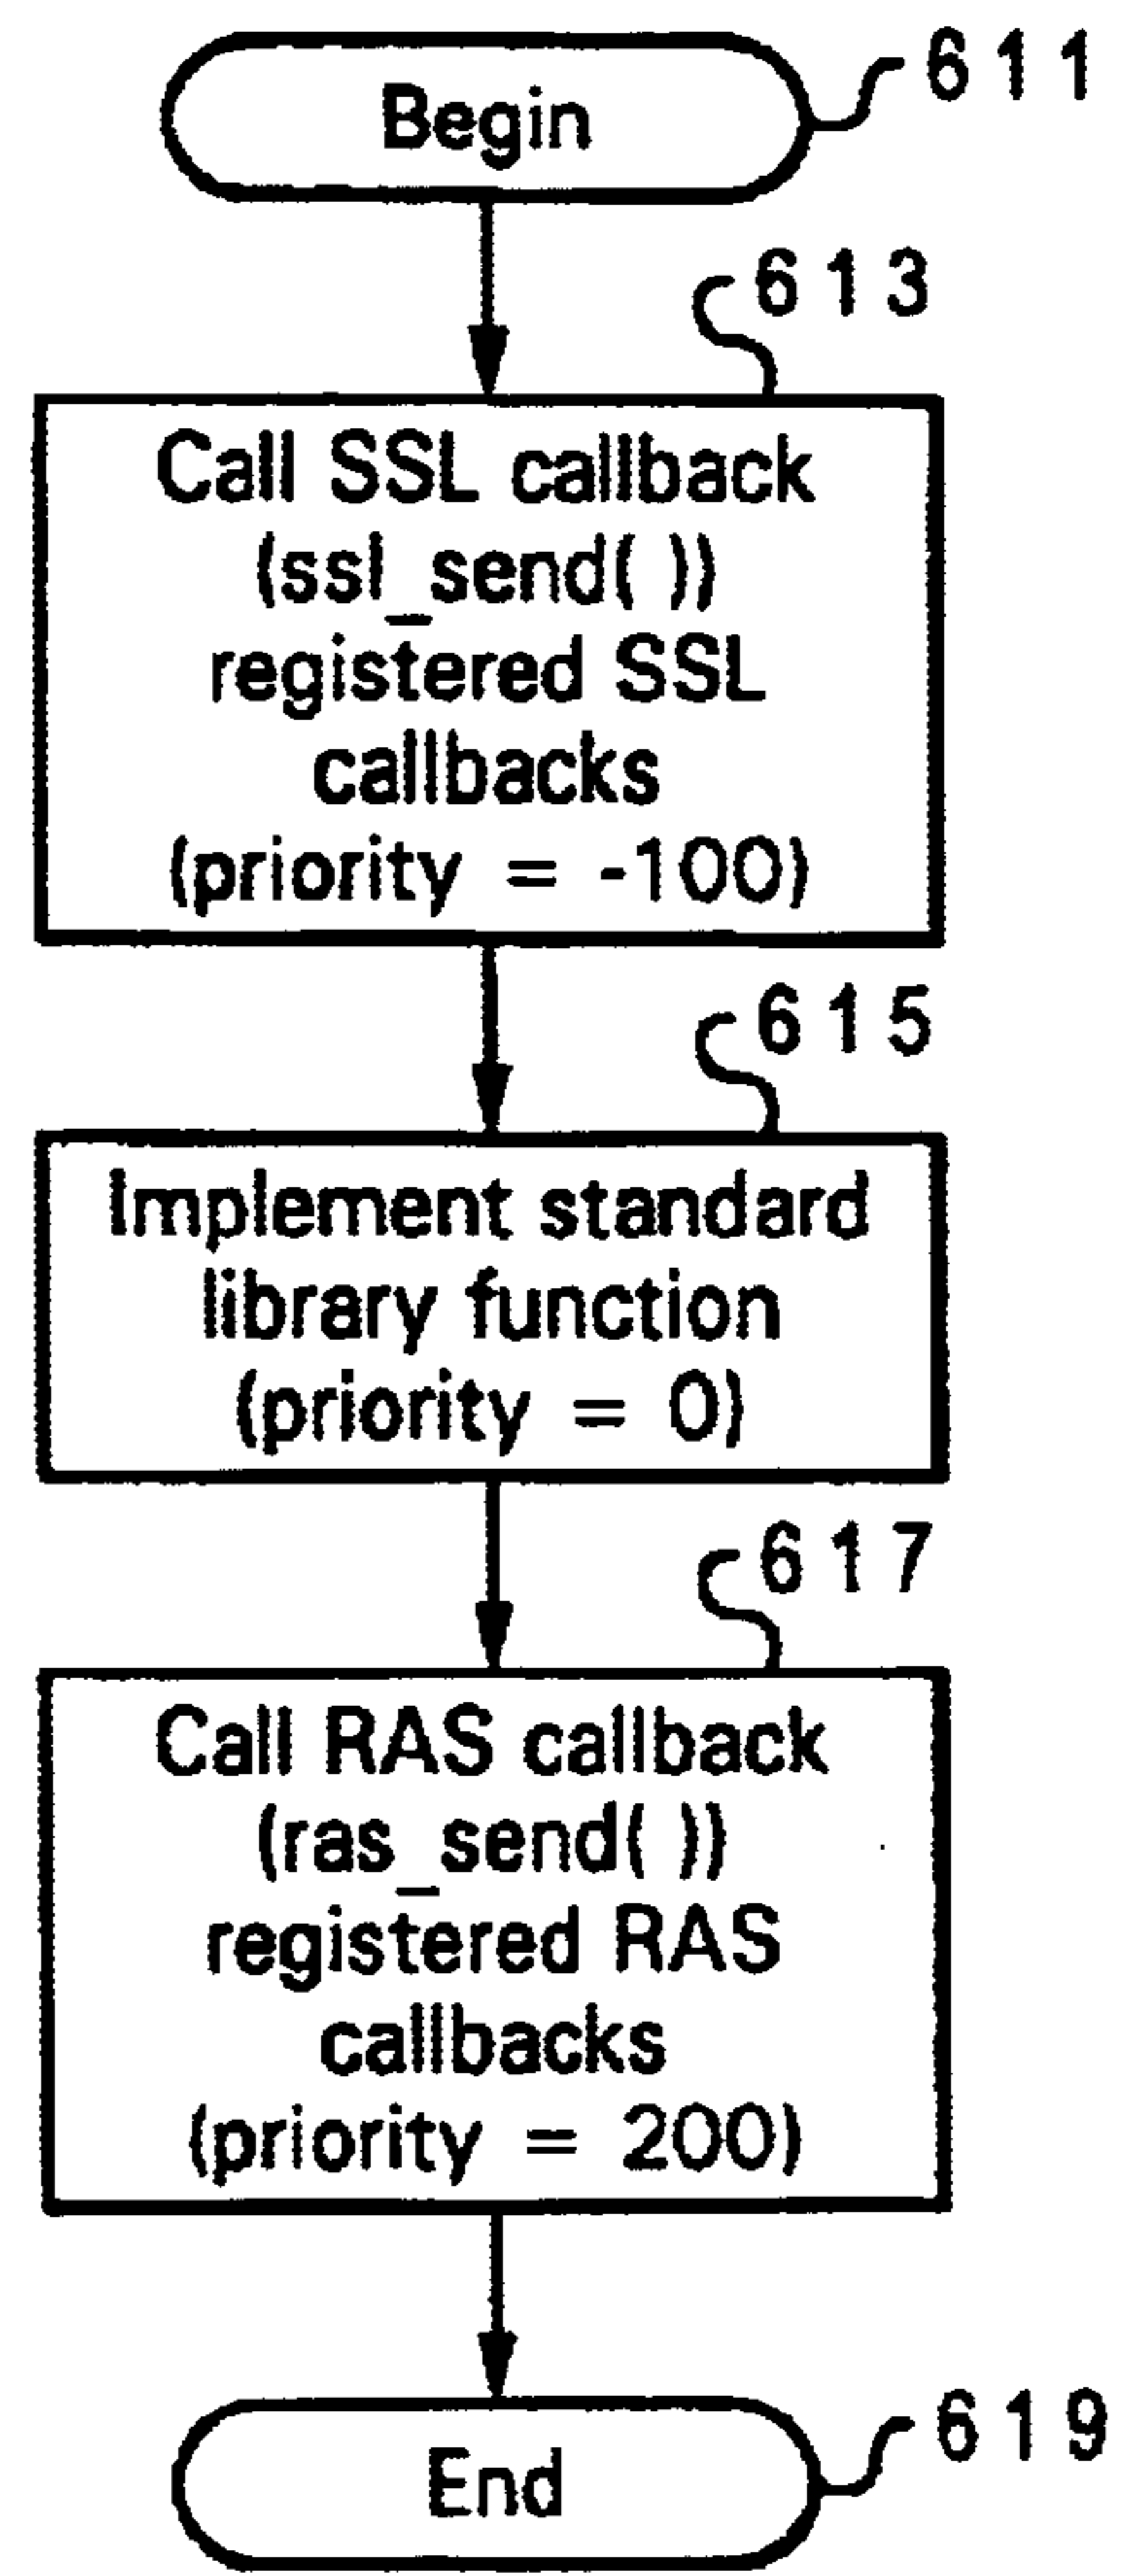 Begin
611
613
Call SSL callback
(ssl_send( ))
registered SSL
callbacks
(priority = -100)
615
Implement standard
library function
(priority = 0)
617
Call RAS callback
(ras_send( ))
registered RAS
callbacks
(priority = 200)
End
619